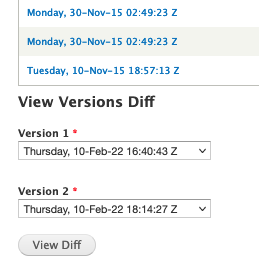 Monday, 30-Nov-15 02:49:23 Z
Monday, 30-Nov-15 02:49:23 Z
Tuesday, 10-Nov-15 18:57:13 Z
View Versions Diff
Version 1 *
Thursday, 10-Feb-22 16:40:43 Z
Version 2 *
Thursday, 10-Feb-22 18:14:27 Z
View Diff